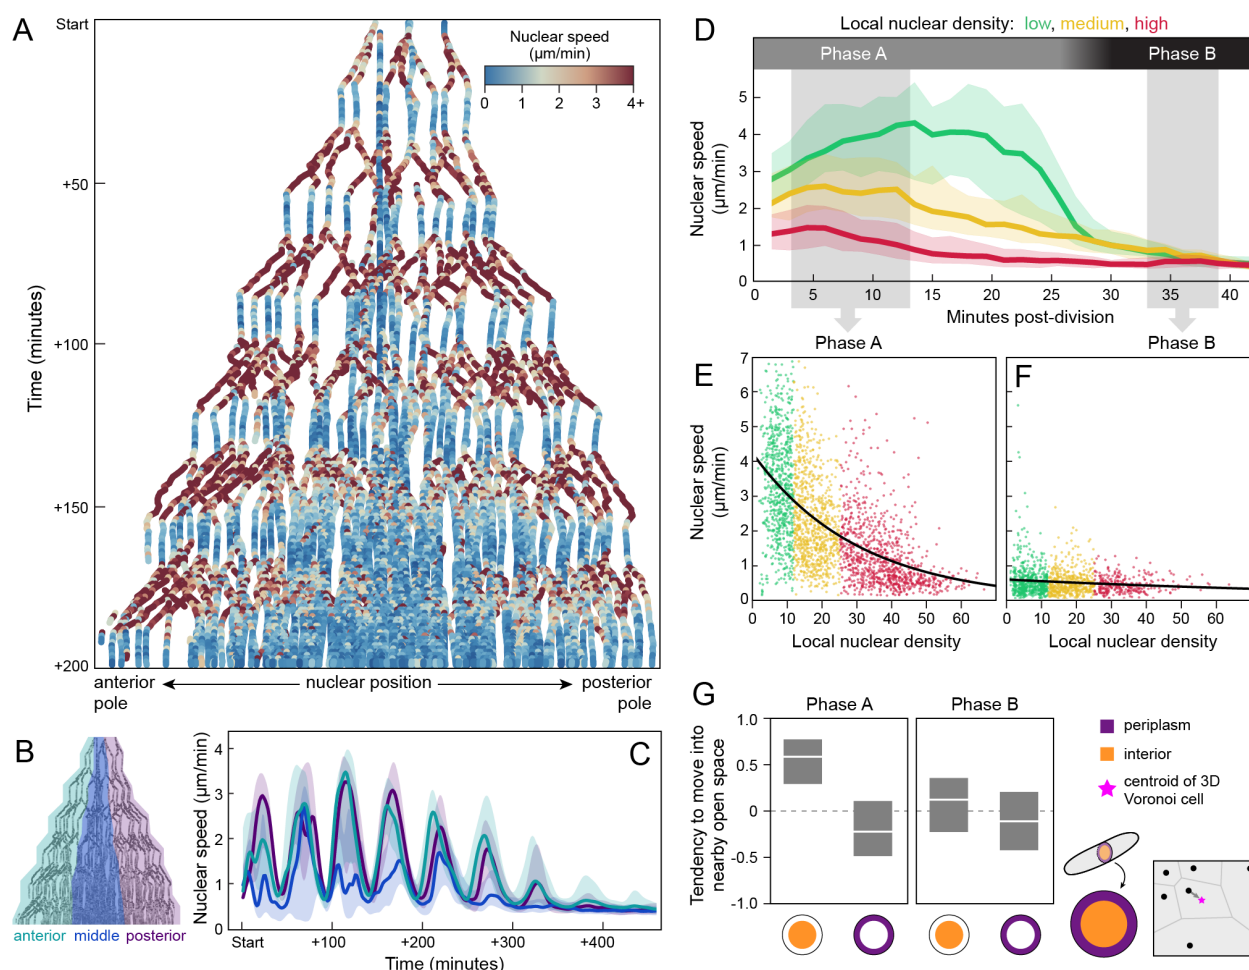 A
Start
+50
+100
+150
+200
Time (minutes)
Nuclear speed
(μm/min)
0 1 2 3 4+
anterior
pole
nuclear position
posterior
pole
B
anterior middle posterior
C
Nuclear speed (μm/min)
4
3
2
1
0
Start +100 +200 +300 +400
Time (minutes)
D
Local nuclear density: low, medium, high
Phase A Phase B
Nuclear speed
(μm/min)
5
4
3
2
1
0
0 5 10 15 20 25 30 35 40
Minutes post-division
Phase A
Phase B
E
Nuclear speed
(μm/min)
7
6
5
4
3
2
1
0
0 10 20 30 40 50 60
Local nuclear density
F
0 10 20 30 40 50 60
Local nuclear density
G
Phase A Phase B
Tendency to move into
nearby open space
1.0
0.5
0
-0.5
-1.0
periplasm
interior
centroid of 3D
Voronoi cell